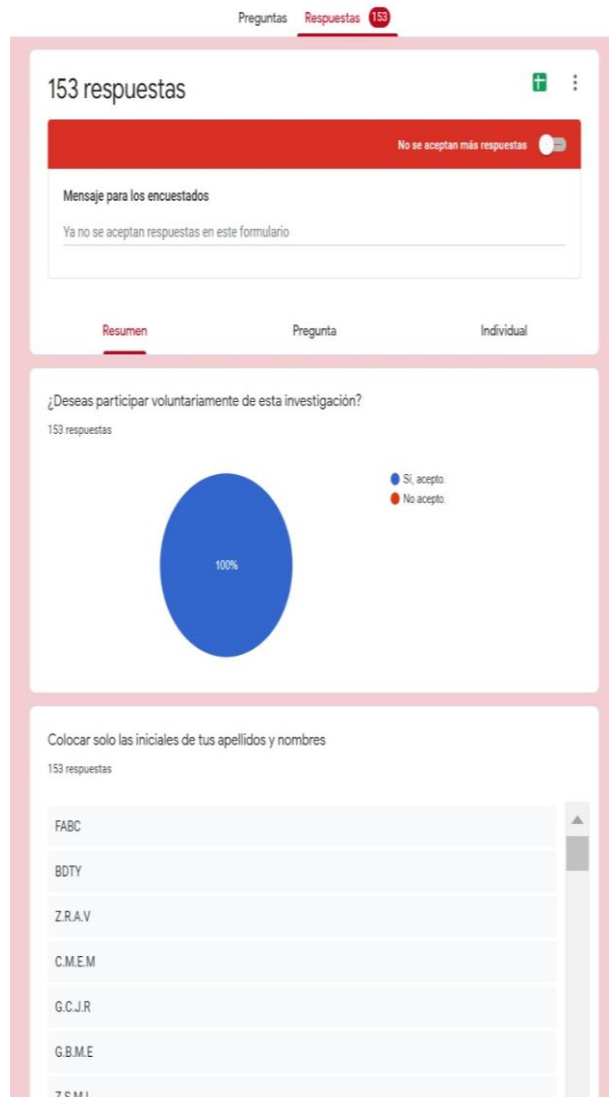 Preguntas Respuestas 153
153 respuestas
No se aceptan más respuestas
Mensaje para los encuestados
Ya no se aceptan respuestas en este formulario
Resumen Pregunta Individual
¿Deseas participar voluntariamente de esta investigación?
153 respuestas
Sí, acepto.
No acepto.
100%
Colocar solo las iniciales de tus apellidos y nombres
153 respuestas
FABC
BDTY
Z.R.A.V
C.M.E.M
G.C.J.R
G.B.M.E